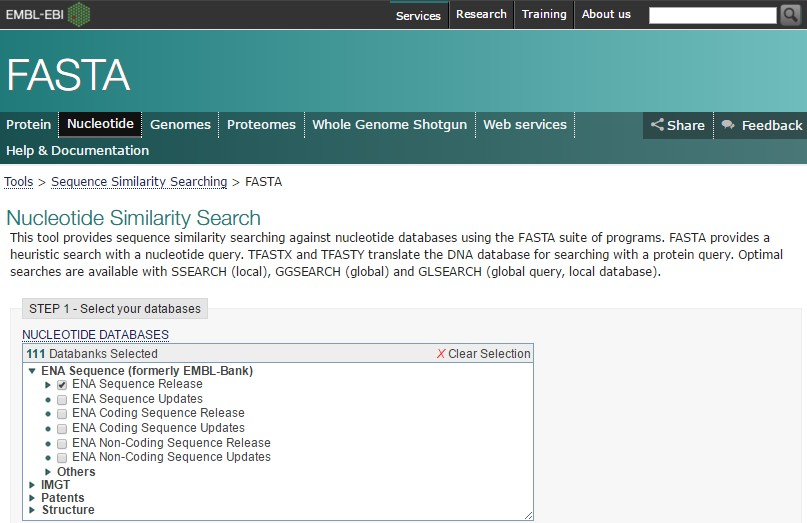 EMBL-EBI
Services
Research
Training
About us
FASTA
Protein
Nucleotide
Genomes
Proteomes
Whole Genome Shotgun
Web services
Share
Feedback
Help & Documentation
Tools > Sequence Similarity Searching > FASTA
Nucleotide Similarity Search
This tool provides sequence similarity searching against nucleotide databases using the FASTA suite of programs. FASTA provides a
heuristic search with a nucleotide query. TFASTX and TFASTY translate the DNA database for searching with a protein query. Optimal
searches are available with SSEARCH (local), GGSEARCH (global) and GLSEARCH (global query, local database).
STEP 1 - Select your databases
NUCLEOTIDE DATABASES
111 Databanks Selected
X Clear Selection
ENA Sequence (formerly EMBL-Bank)
ENA Sequence Release
ENA Sequence Updates
ENA Coding Sequence Release
ENA Coding Sequence Updates
ENA Non-Coding Sequence Release
ENA Non-Coding Sequence Updates
Others
IMGT
Patents
Structure